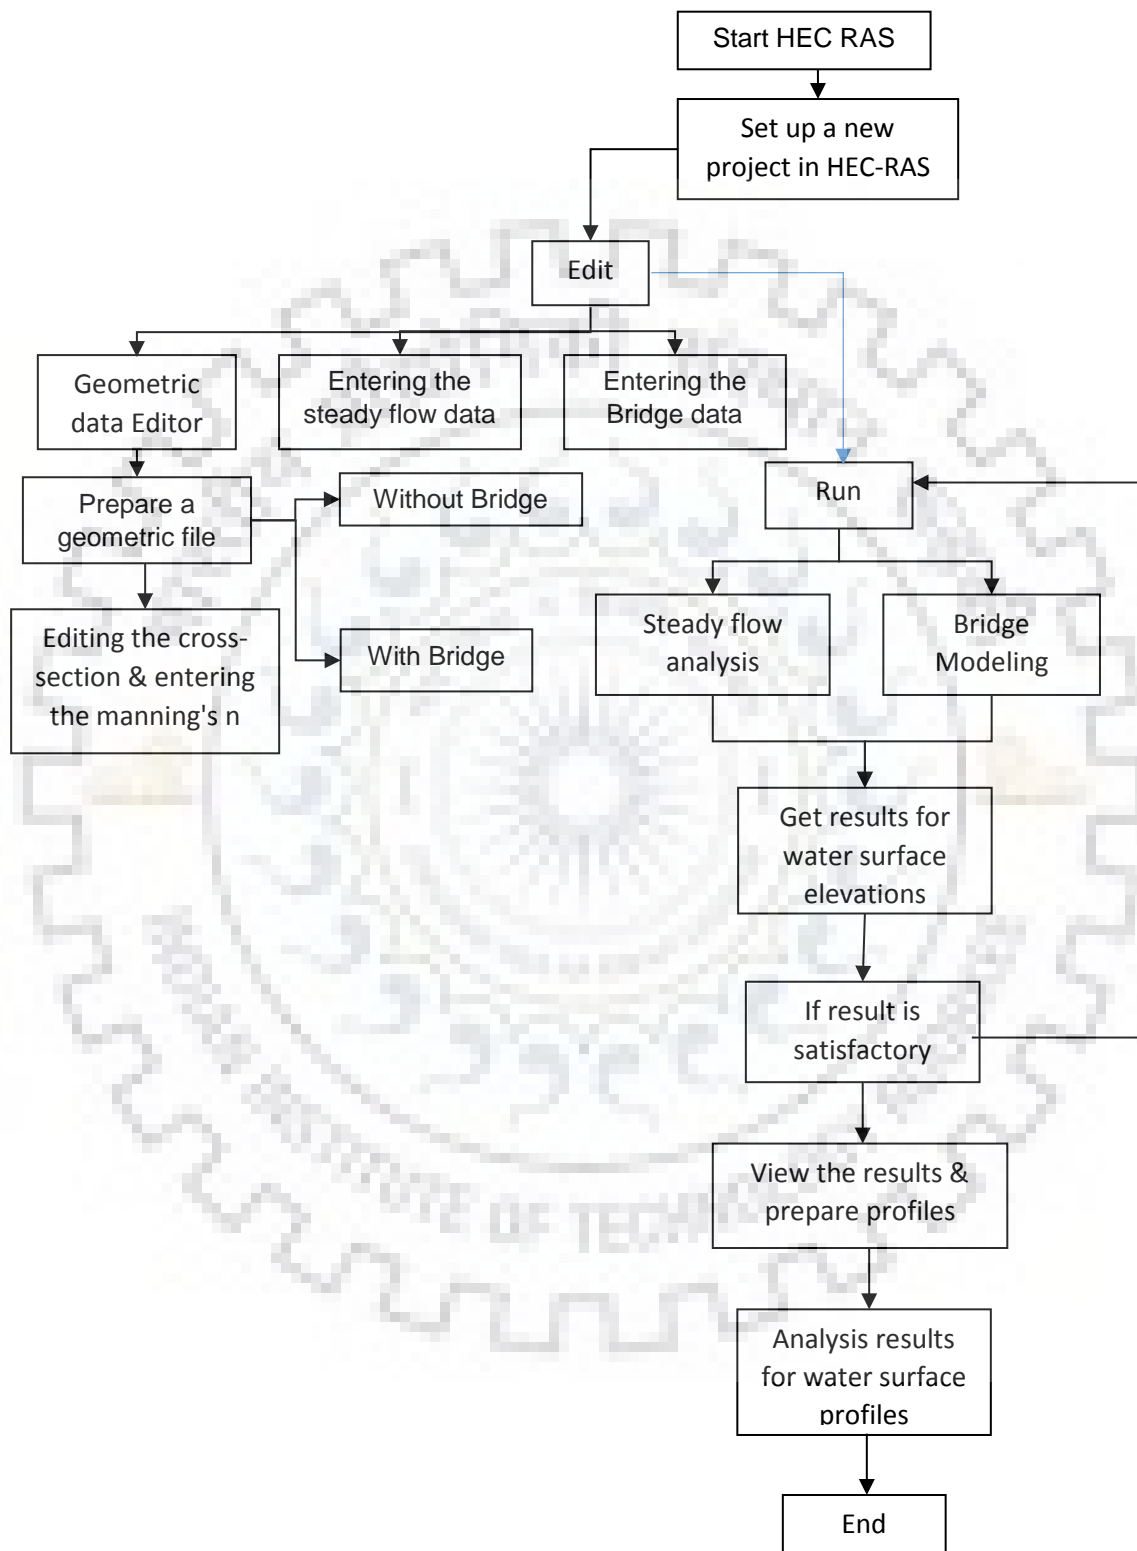 Start HEC RAS
Set up a new
project in HEC-RAS
Edit
Geometric
data Editor
Entering the
steady flow data
Entering the
Bridge data
Prepare a
geometric file
Without Bridge
Run
Editing the cross-
section & entering
the manning's n
With Bridge
Steady flow
analysis
Bridge
Modeling
Get results for
water surface
elevations
If result is
satisfactory
View the results &
prepare profiles
Analysis results
for water surface
profiles
End
INSTITUTE OF TECHNOLOGY